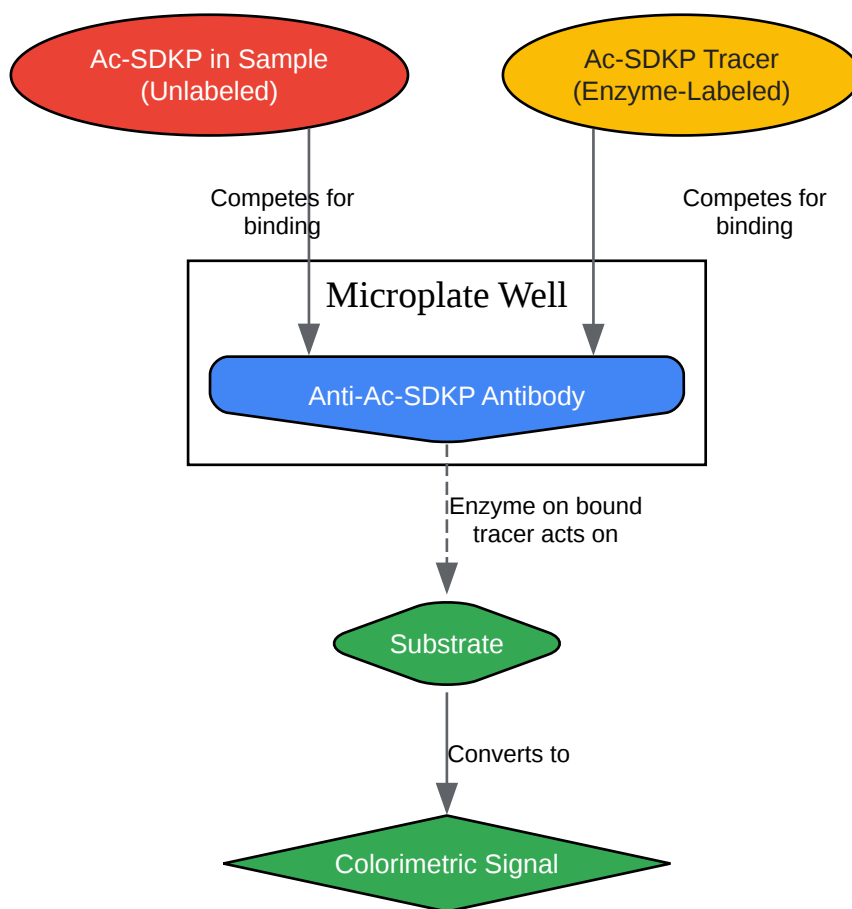 Ac-SDKP in Sample
(Unlabeled)
Ac-SDKP Tracer
(Enzyme-Labeled)
Competes for
binding
Competes for
binding
Microplate Well
Anti-Ac-SDKP Antibody
Enzyme on bound
tracer acts on
Substrate
Converts to
Colorimetric Signal